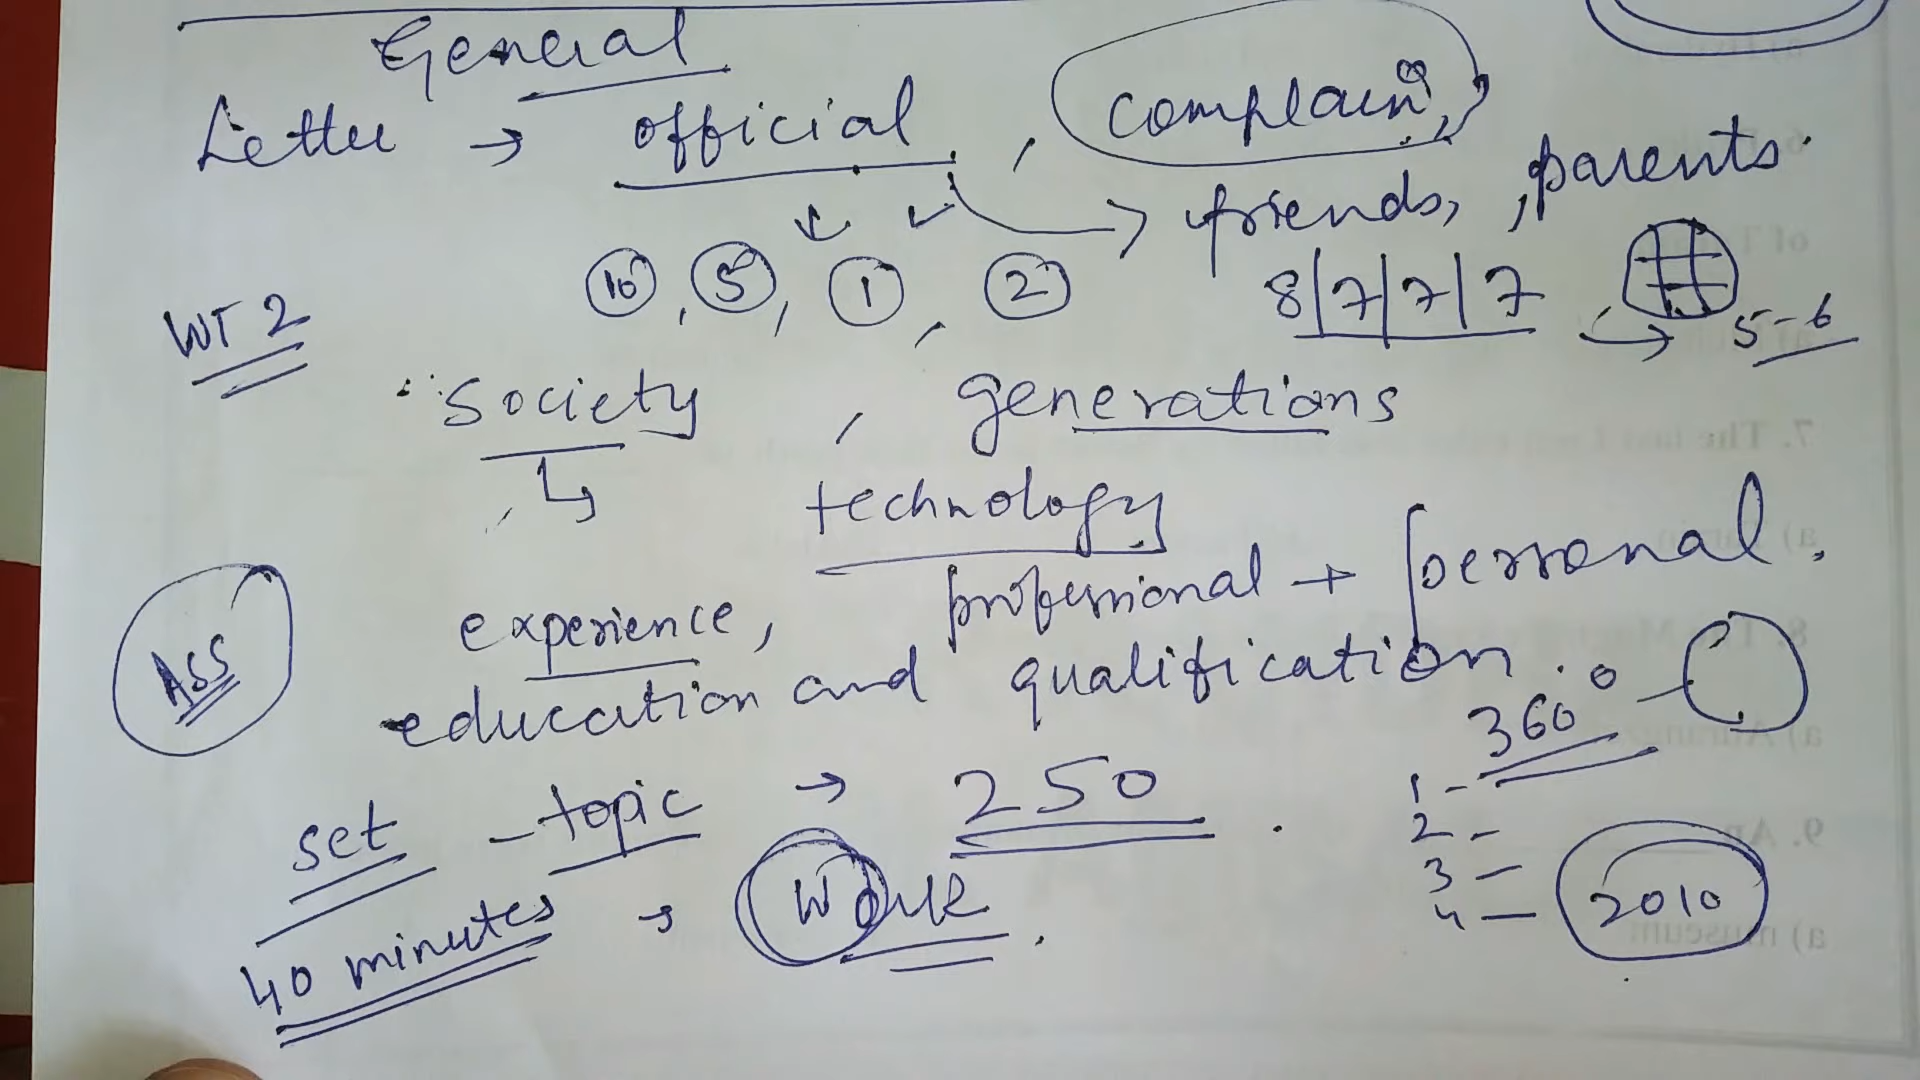 General
Letter → official, complain,
friends, parents.
10, 5, 1, 2 8/7/7/7 5-6
WT 2
society, generations
technology
experience, professional + personal.
Ass
education and qualification.
360°
set - topic → 250.
1 -
2 -
3 -
4 - 2010
40 minutes → Work.